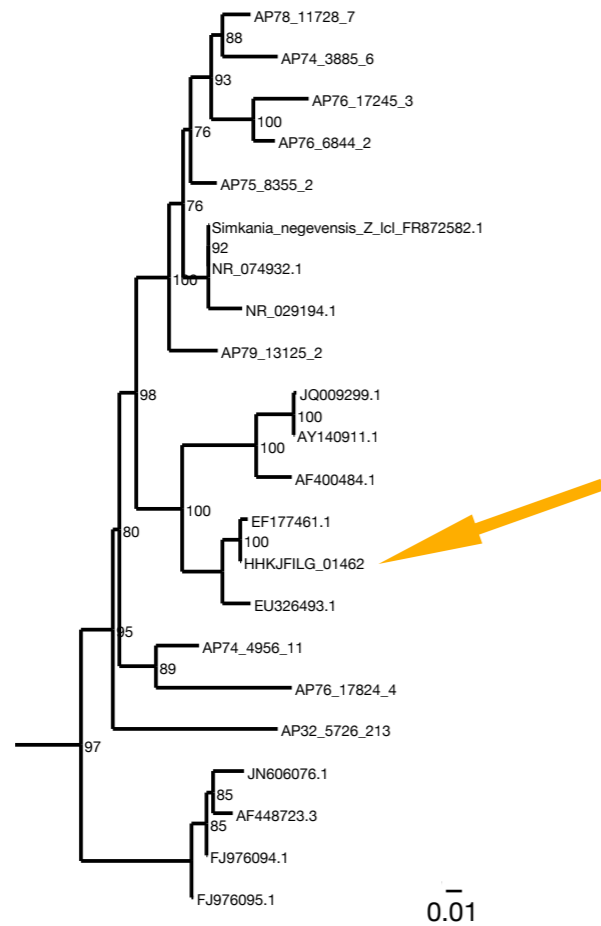 AP78_11728_7
88
AP74_3885_6
93
AP76_17245_3
100
AP76_6844_2
76
AP75_8355_2
76
Simkania_negevensis_Z_lcl_FR872582.1
92
NR_074932.1
100
NR_029194.1
AP79_13125_2
98
JQ009299.1
100
AY140911.1
100
AF400484.1
100
EF177461.1
80
100
HHKJFILG_01462
EU326493.1
95
AP74_4956_11
89
AP76_17824_4
AP32_5726_213
97
JN606076.1
85
AF448723.3
85
FJ976094.1
FJ976095.1
0.01